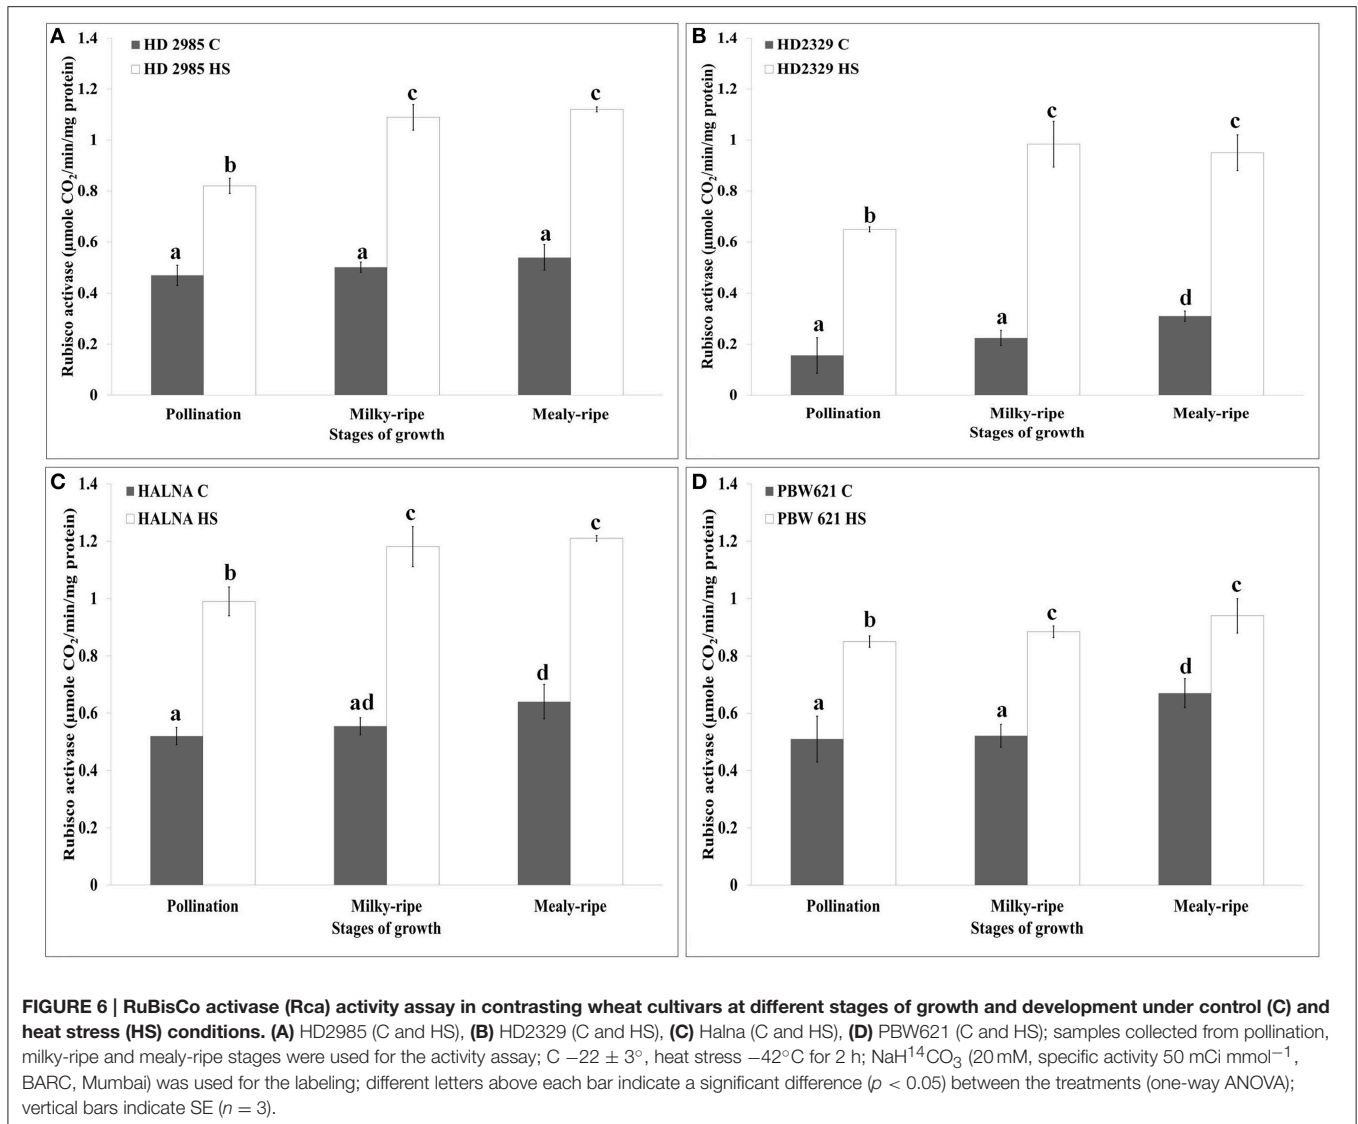 A
Rubisco activase (µmole CO₂/min/mg protein)
1.4
1.2
1
0.8
0.6
0.4
0.2
0
HD 2985 C
HD 2985 HS
a
b
a
c
a
c
Pollination
Milky-ripe
Mealy-ripe
Stages of growth
B
Rubisco activase (µmole CO₂/min/mg protein)
1.4
1.2
1
0.8
0.6
0.4
0.2
0
HD2329 C
HD2329 HS
a
b
a
c
d
c
Pollination
Milky-ripe
Mealy-ripe
Stages of growth
C
Rubisco activase (µmole CO₂/min/mg protein)
1.4
1.2
1
0.8
0.6
0.4
0.2
0
HALNA C
HALNA HS
a
b
ad
c
d
c
Pollination
Milky-ripe
Mealy-ripe
Stages of growth
D
Rubisco activase (µmole CO₂/min/mg protein)
1.4
1.2
1
0.8
0.6
0.4
0.2
0
PBW621 C
PBW 621 HS
a
b
a
c
d
c
Pollination
Milky-ripe
Mealy-ripe
Stages of growth
FIGURE 6 | RuBisCo activase (Rca) activity assay in contrasting wheat cultivars at different stages of growth and development under control (C) and
heat stress (HS) conditions. (A) HD2985 (C and HS), (B) HD2329 (C and HS), (C) Halna (C and HS), (D) PBW621 (C and HS); samples collected from pollination,
milky-ripe and mealy-ripe stages were used for the activity assay; C −22 ± 3°, heat stress −42°C for 2 h; NaH¹⁴CO₃ (20 mM, specific activity 50 mCi mmol⁻¹,
BARC, Mumbai) was used for the labeling; different letters above each bar indicate a significant difference (p < 0.05) between the treatments (one-way ANOVA);
vertical bars indicate SE (n = 3).